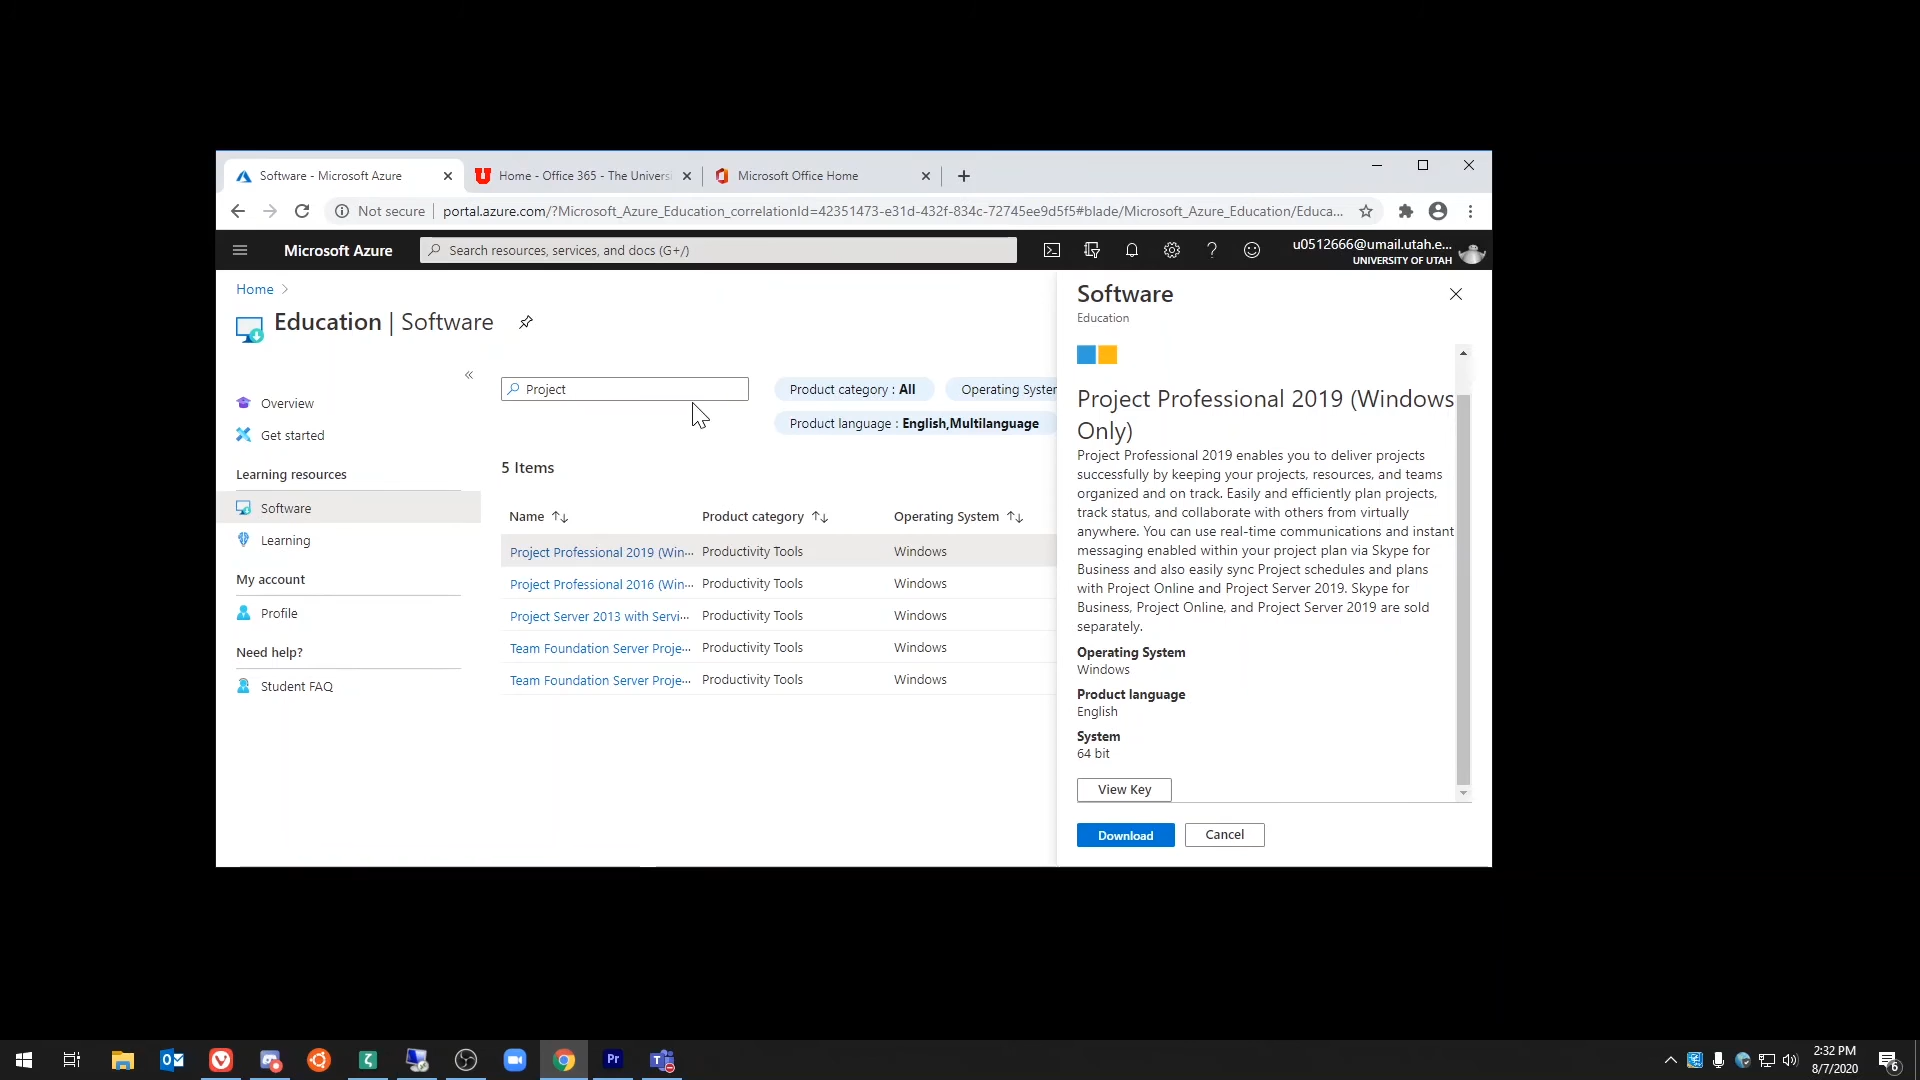 Software - Microsoft Azure
Home - Office 365 - The Universi
Microsoft Office Home
Not secure
portal.azure.com/?Microsoft_Azure_Education_correlationId=42351473-e31d-432f-834c-72745ee9d5f5#blade/Microsoft_Azure_Education/Educa...
Microsoft Azure
Search resources, services, and docs (G+/)
u0512666@umail.utah.e...
UNIVERSITY OF UTAH
Home
Education | Software
Overview
Get started
Learning resources
Software
Learning
My account
Profile
Need help?
Student FAQ
Project
Product category : All
Operating System
Product language : English,Multilanguage
5 Items
Name Product category Operating System
Project Professional 2019 (Win... Productivity Tools Windows
Project Professional 2016 (Win... Productivity Tools Windows
Project Server 2013 with Servi... Productivity Tools Windows
Team Foundation Server Proje... Productivity Tools Windows
Team Foundation Server Proje... Productivity Tools Windows
Software
Education
Project Professional 2019 (Windows
Only)
Project Professional 2019 enables you to deliver projects
successfully by keeping your projects, resources, and teams
organized and on track. Easily and efficiently plan projects,
track status, and collaborate with others from virtually
anywhere. You can use real-time communications and instant
messaging enabled within your project plan via Skype for
Business and also easily sync Project schedules and plans
with Project Online and Project Server 2019. Skype for
Business, Project Online, and Project Server 2019 are sold
separately.
Operating System
Windows
Product language
English
System
64 bit
View Key
Download
Cancel
Pr
2:32 PM
8/7/2020
6